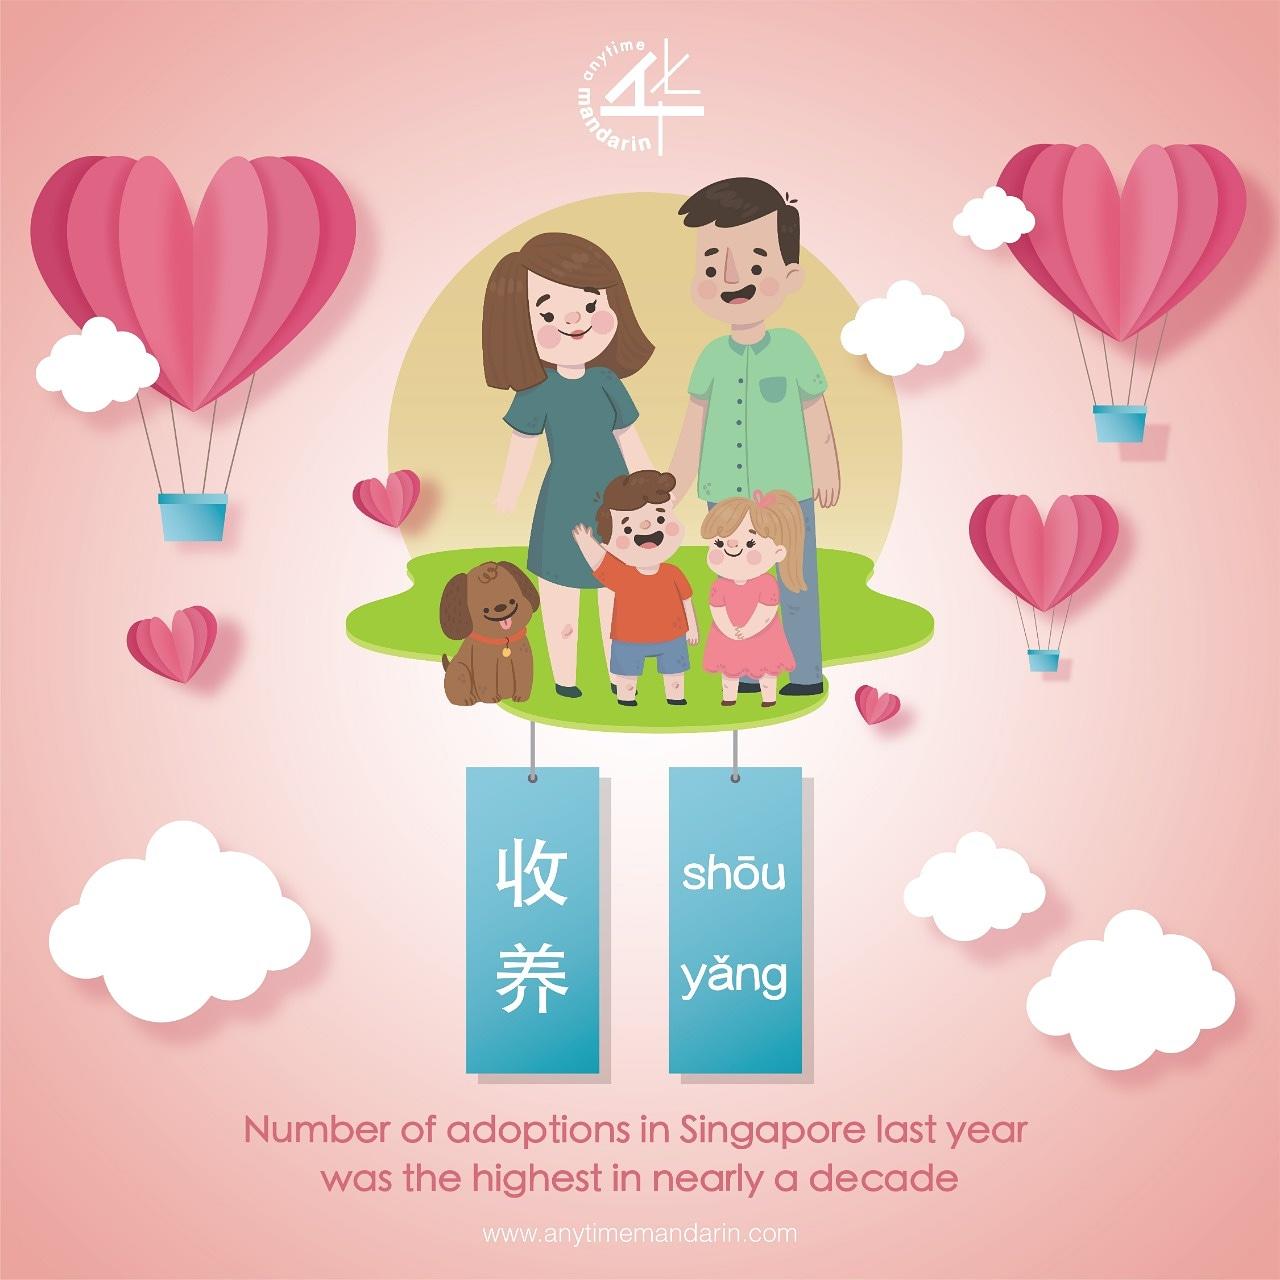 anytime
mandarin
华
收
养
shōu
yǎng
Number of adoptions in Singapore last year
was the highest in nearly a decade
www.anytimemandarin.com